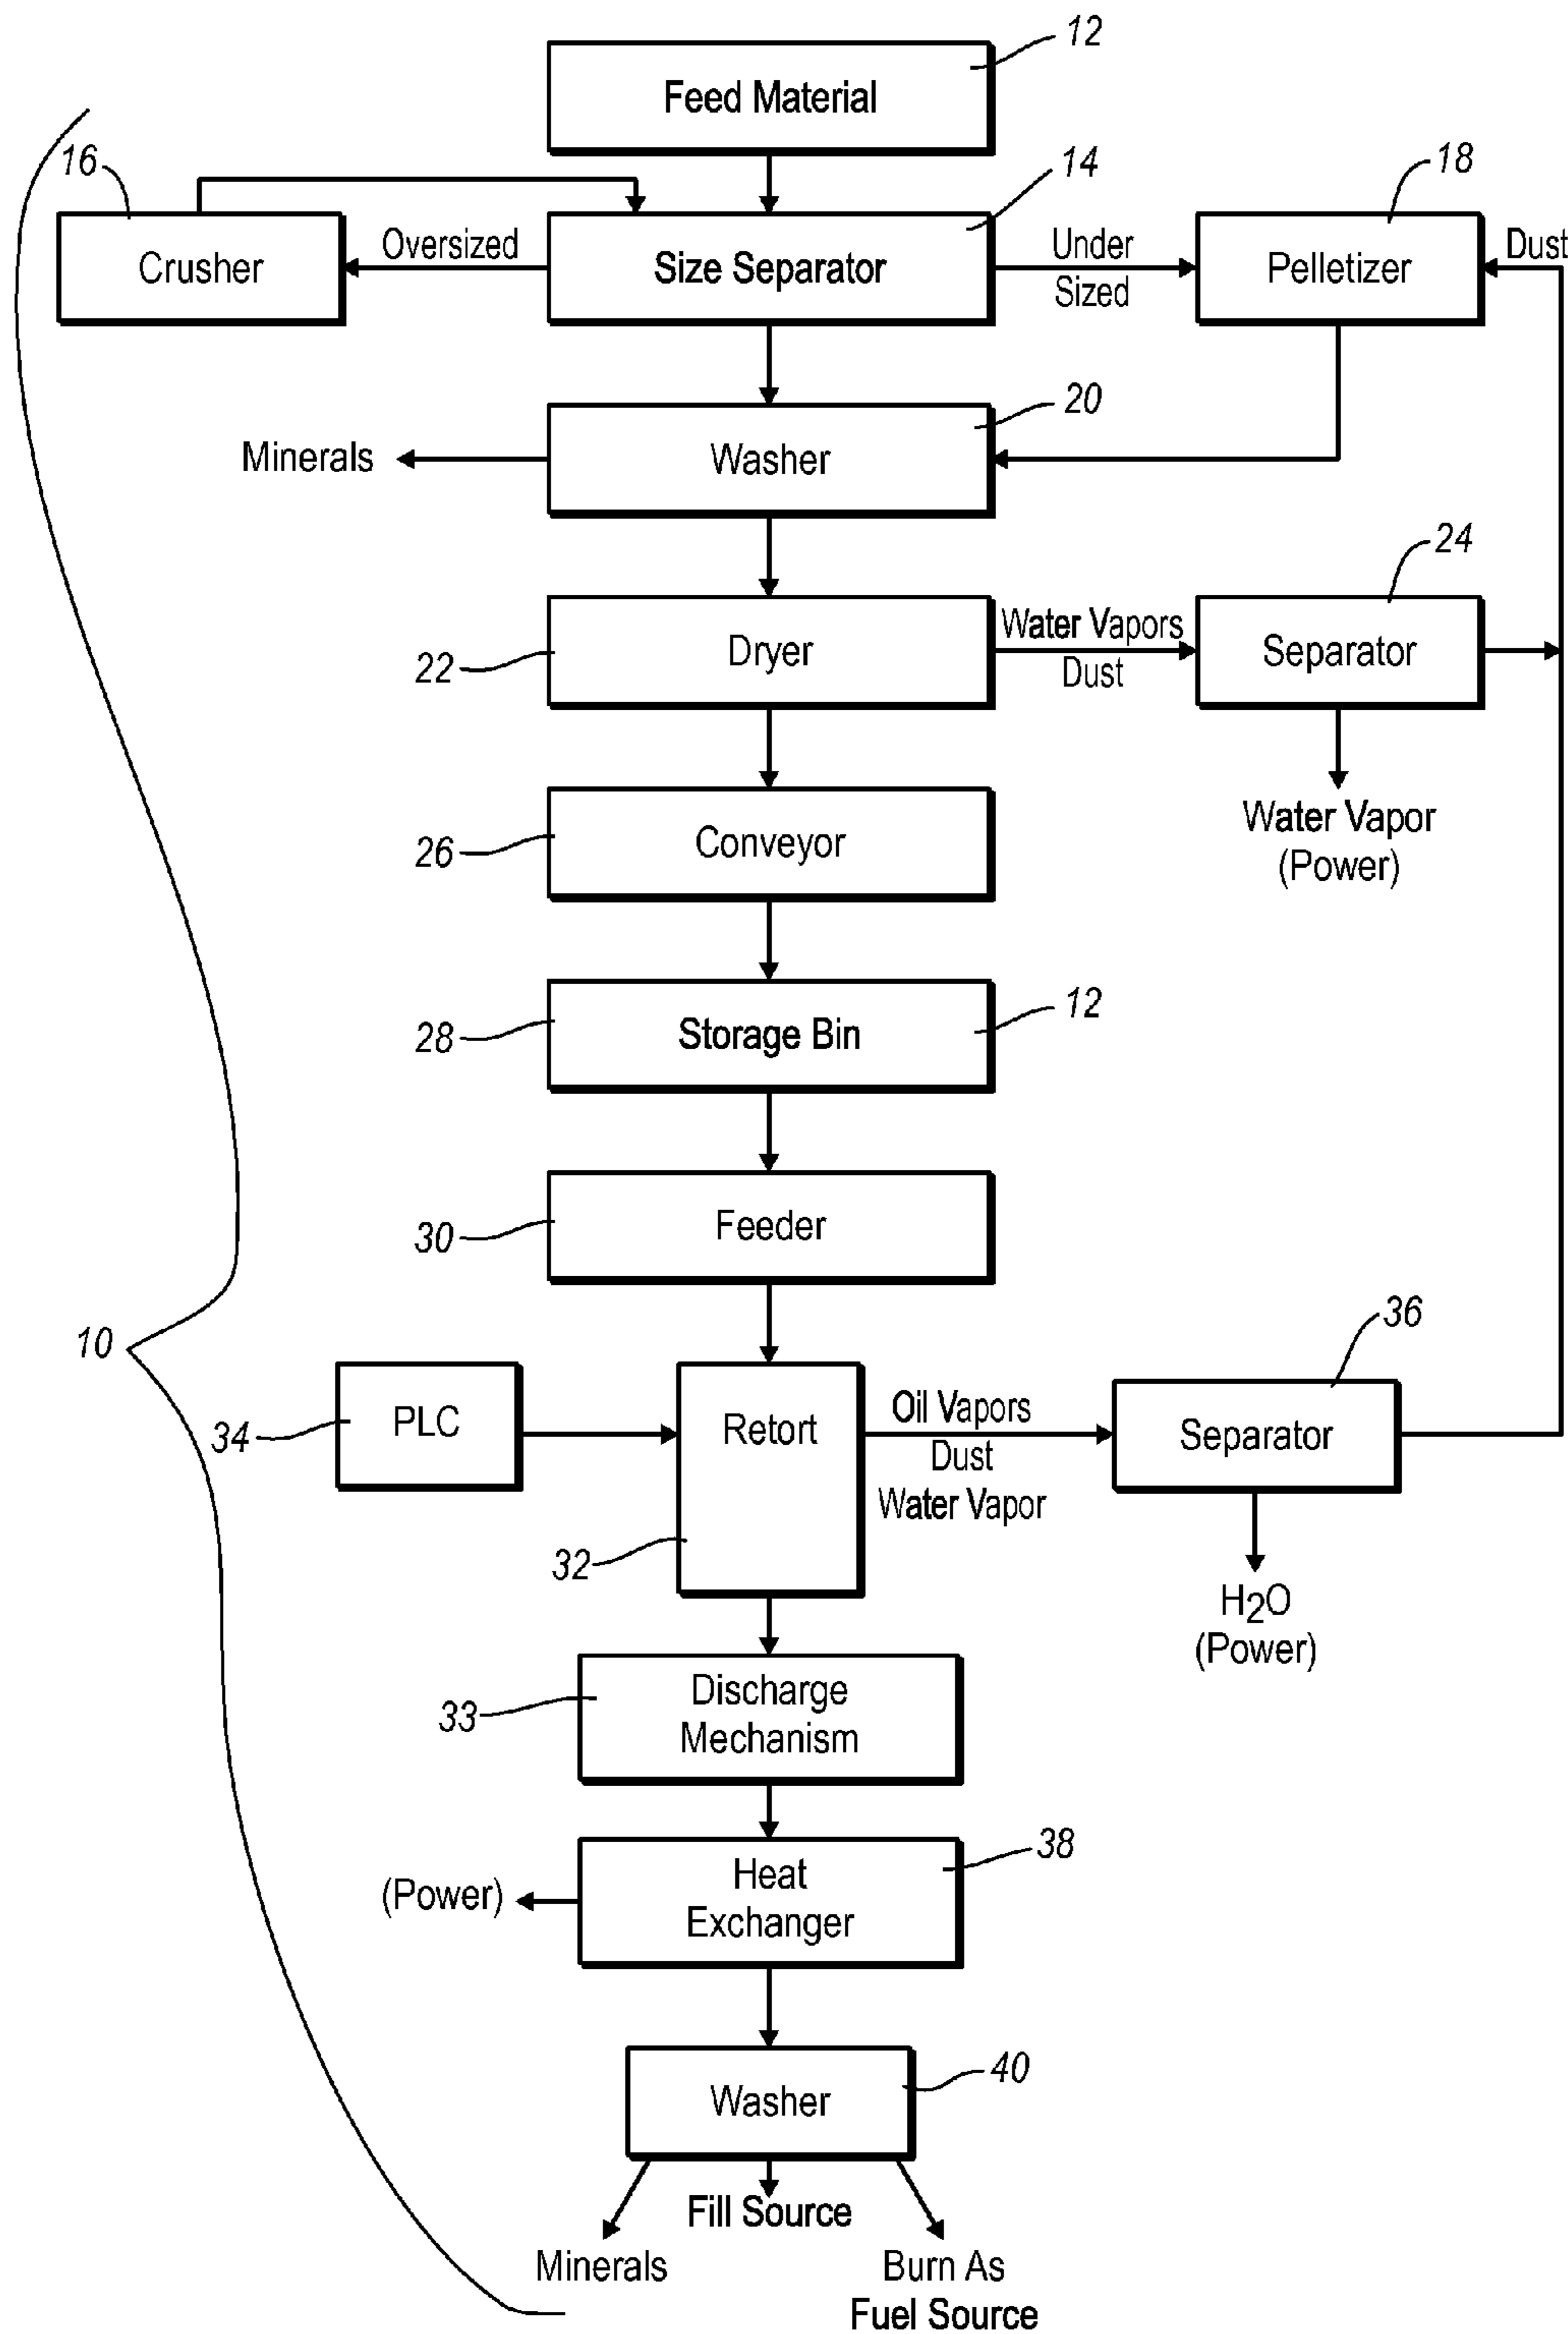 12
Feed Material
16
14
18
Crusher
Oversized
Size Separator
Under
Sized
Pelletizer
Dust
20
Minerals
Washer
24
22
Dryer
Water Vapors
Dust
Separator
26
Conveyor
Water Vapor
(Power)
12
28
Storage Bin
30
Feeder
10
36
34
PLC
Retort
Oil Vapors
Dust
Water Vapor
Separator
32
H2O
(Power)
33
Discharge
Mechanism
38
(Power)
Heat
Exchanger
40
Washer
Fill Source
Minerals
Burn As
Fuel Source